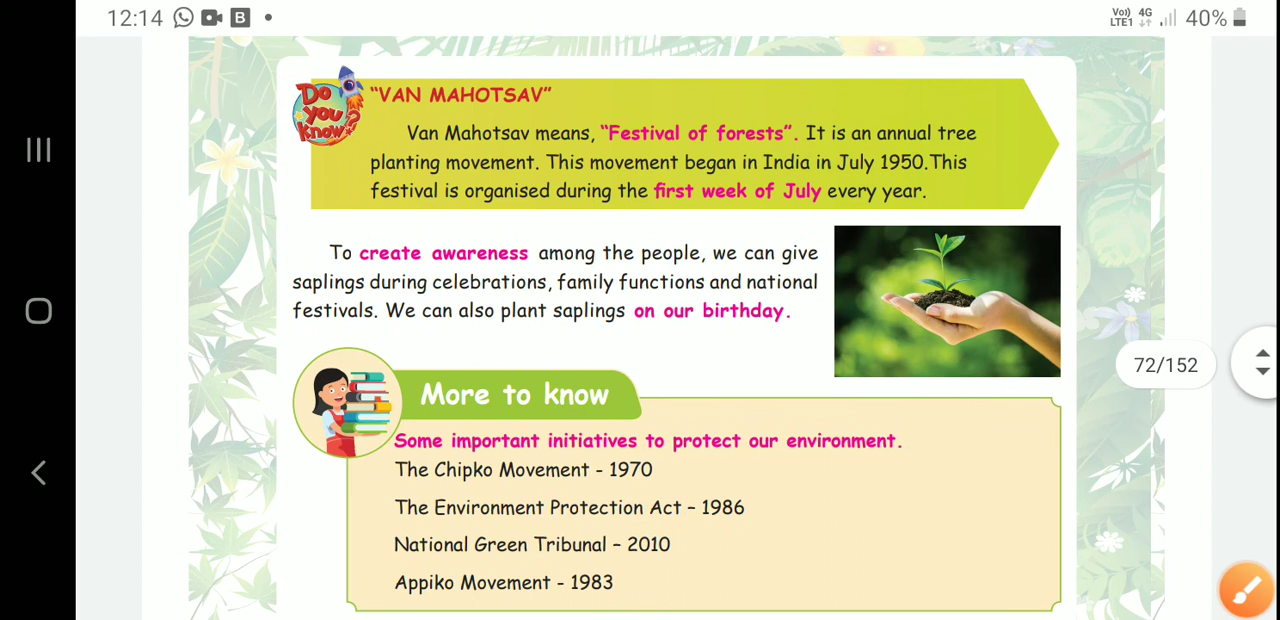 12:14
Vo)) 4G
LTE1 40%
Do
you
know?
“VAN MAHOTSAV”
Van Mahotsav means, “Festival of forests”. It is an annual tree
planting movement. This movement began in India in July 1950.This
festival is organised during the first week of July every year.
To create awareness among the people, we can give
saplings during celebrations, family functions and national
festivals. We can also plant saplings on our birthday.
72/152
More to know
Some important initiatives to protect our environment.
The Chipko Movement - 1970
The Environment Protection Act – 1986
National Green Tribunal – 2010
Appiko Movement - 1983